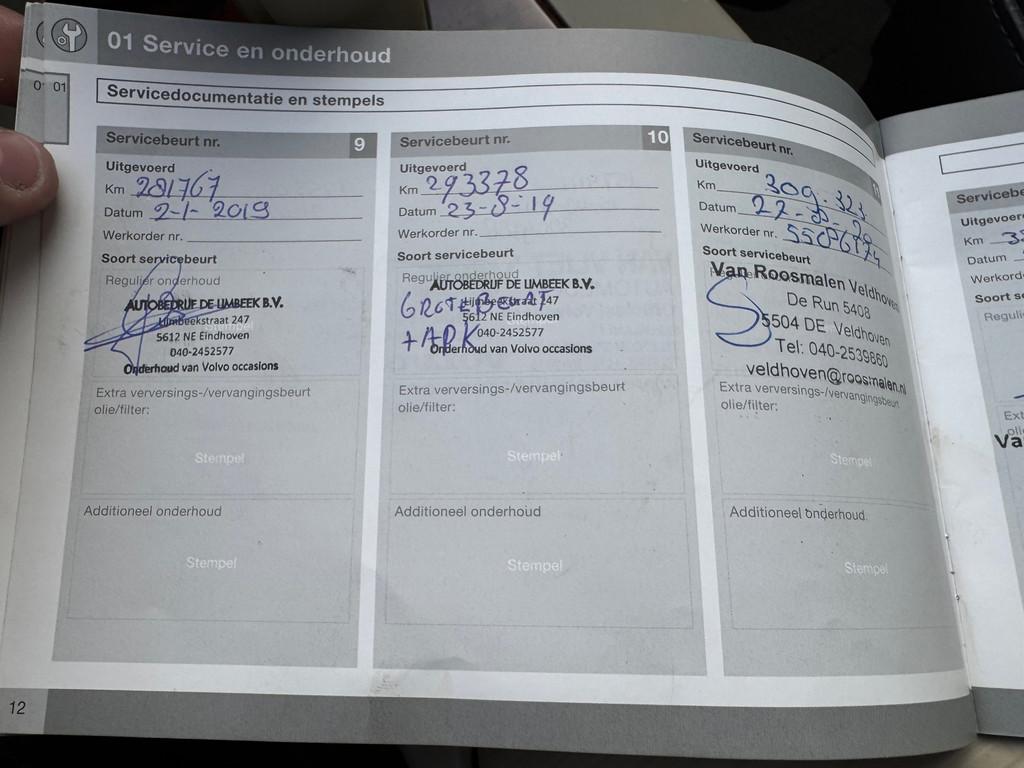 01 Service en onderhoud
01
Servicedocumentatie en stempels
Servicebeurt nr. 9
Uitgevoerd
Km 281767
Datum 2-1-2019
Werkorder nr.
Soort servicebeurt
Regulier onderhoud
AUTOBEDRIJF DE LIMBEEK B.V.
Limbeekstraat 247
5612 NE Eindhoven
040-2452577
Onderhoud van Volvo occasions
Extra verversings-/vervangingsbeurt
olie/filter:
Stempel
Additioneel onderhoud
Stempel
Servicebeurt nr. 10
Uitgevoerd
Km 293378
Datum 23-8-19
Werkorder nr.
Soort servicebeurt
Regulier onderhoud
AUTOBEDRIJF DE LIMBEEK B.V.
GROTE BEURT
Limbeekstraat 247
5612 NE Eindhoven
+APK
040-2452577
Onderhoud van Volvo occasions
Extra verversings-/vervangingsbeurt
olie/filter:
Stempel
Additioneel onderhoud
Stempel
Servicebeurt nr.
Uitgevoerd
Km 309.323
Datum
Werkorder nr.
Soort servicebeurt
Van Roosmalen Veldhoven
De Run 5408
5504 DE Veldhoven
Tel: 040-2539860
veldhoven@roosmalen.nl
Extra verversings-/vervangingsbeurt
olie/filter:
Stempel
Additioneel onderhoud
Stempel
Uitgevoerd
Km
Datum
12